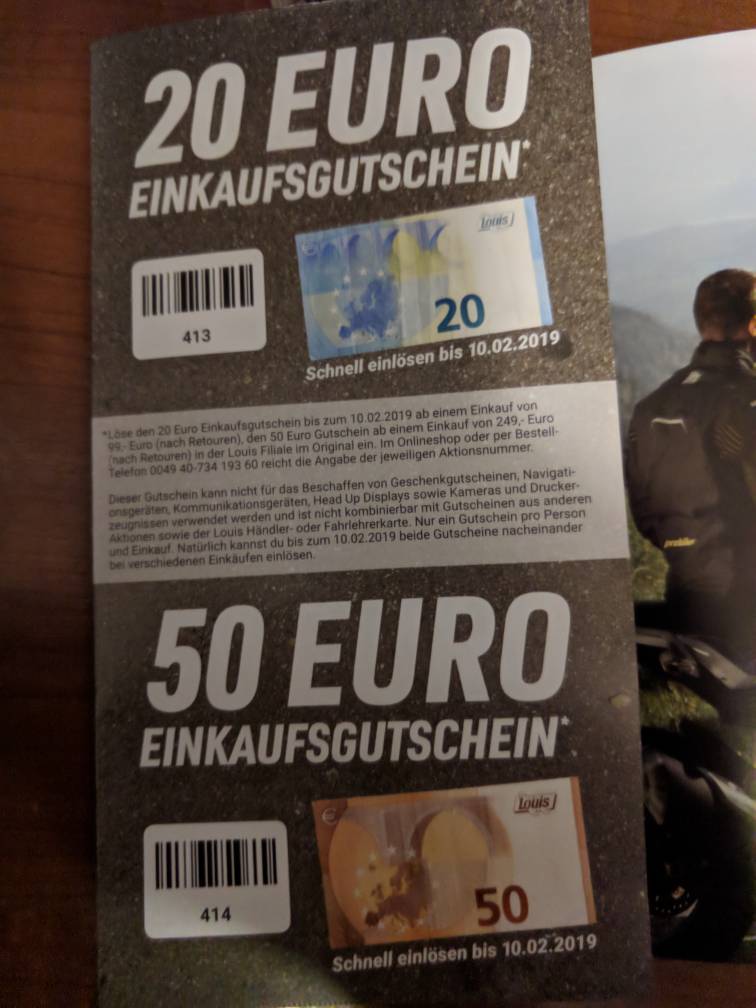 20 EURO
EINKAUFSGUTSCHEIN*
Louis
413
20
Schnell einlösen bis 10.02.2019
*Löse den 20 Euro Einkaufsgutschein bis zum 10.02.2019 ab einem Einkauf von
99,- Euro (nach Retouren), den 50 Euro Gutschein ab einem Einkauf von 249,- Euro
(nach Retouren) in der Louis Filiale im Original ein. Im Onlineshop oder per Bestell-
Telefon 0049 40-734 193 60 reicht die Angabe der jeweiligen Aktionsnummer.
Dieser Gutschein kann nicht für das Beschaffen von Geschenkgutscheinen, Navigati-
onsgeräten, Kommunikationsgeräten, Head Up Displays sowie Kameras und Drucker-
zeugnissen verwendet werden und ist nicht kombinierbar mit Gutscheinen aus anderen
Aktionen sowie der Louis Händler- oder Fahrlehrerkarte. Nur ein Gutschein pro Person
und Einkauf. Natürlich kannst du bis zum 10.02.2019 beide Gutscheine nacheinander
bei verschiedenen Einkäufen einlösen.
50 EURO
EINKAUFSGUTSCHEIN*
€
Louis
414
50
Schnell einlösen bis 10.02.2019